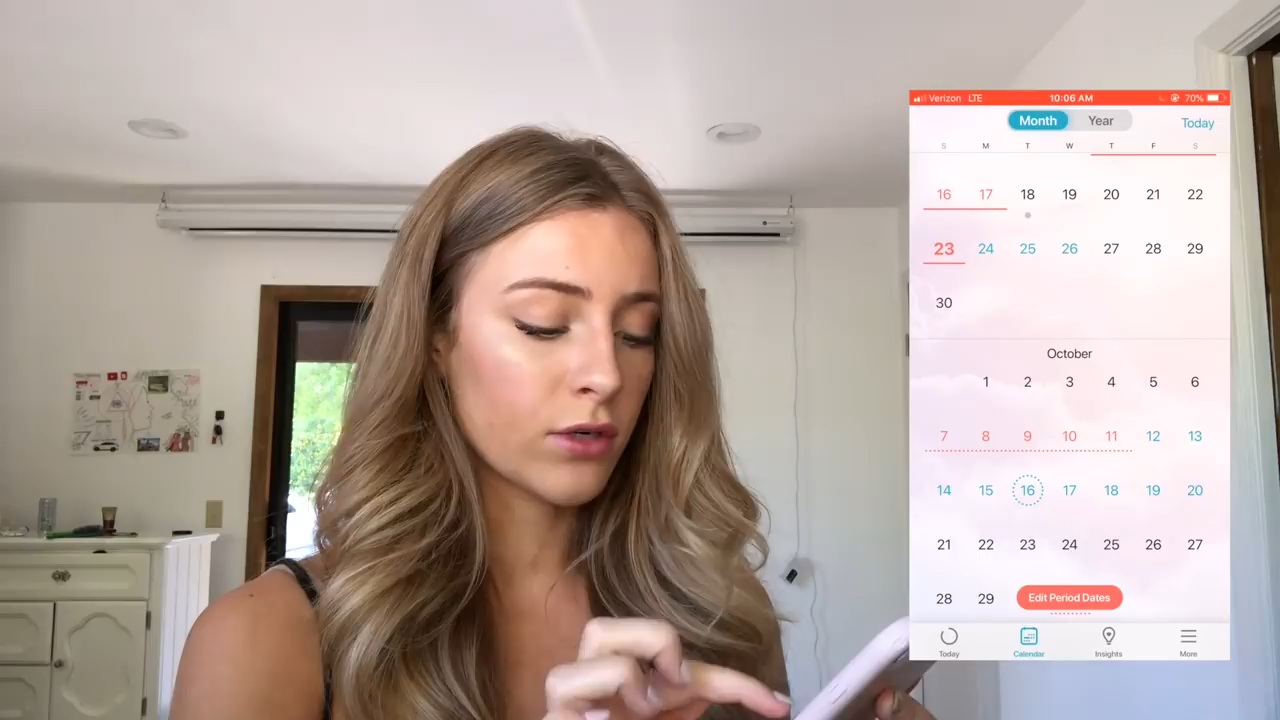 Verizon LTE 10:06 AM 70%
Month Year Today
S M T W T F S
16 17 18 19 20 21 22
23 24 25 26 27 28 29
30
October
1 2 3 4 5 6
7 8 9 10 11 12 13
14 15 16 17 18 19 20
21 22 23 24 25 26 27
28 29 Edit Period Dates
Today Calendar Insights More